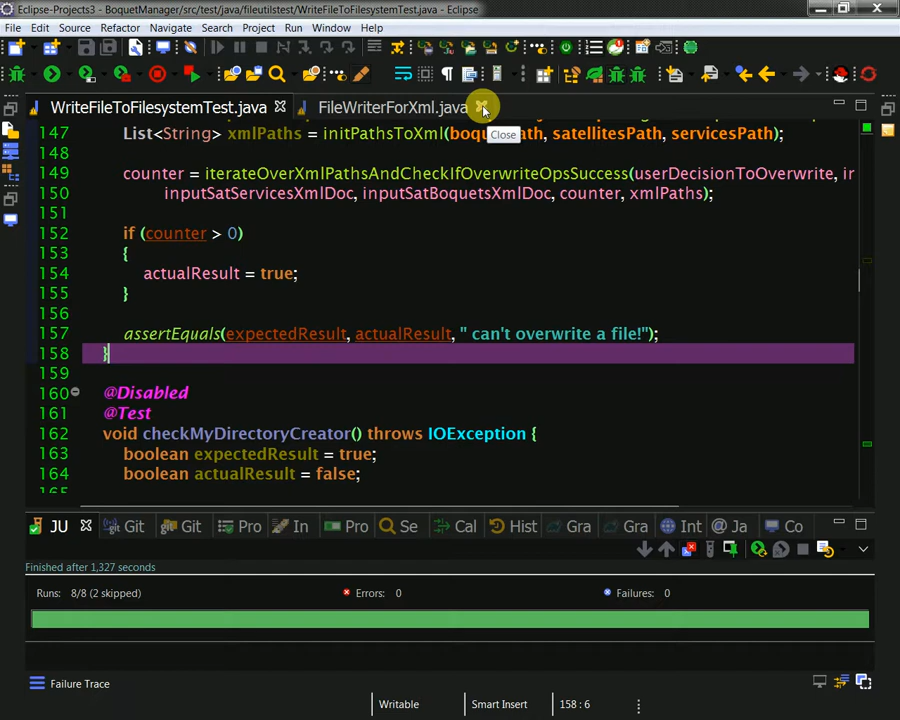 Eclipse-Projects3 - BoquetManager/src/test/java/fileutilstest/WriteFileToFilesystemTest.java - Eclipse
File Edit Source Refactor Navigate Search Project Run Window Help
WriteFileToFilesystemTest.java FileWriterForXml.java
Close
147 List<String> xmlPaths = initPathsToXml(boquetsPath, satellitesPath, servicesPath);
148
149 counter = iterateOverXmlPathsAndCheckIfOverwriteOpsSuccess(userDecisionToOverwrite, in
150 inputSatServicesXmlDoc, inputSatBoquetsXmlDoc, counter, xmlPaths);
151
152 if (counter > 0)
153 {
154 actualResult = true;
155 }
156
157 assertEquals(expectedResult, actualResult, " can't overwrite a file!");
158 }
159
160 @Disabled
161 @Test
162 void checkMyDirectoryCreator() throws IOException {
163 boolean expectedResult = true;
164 boolean actualResult = false;
165
JU Git Git Pro In Pro Se Cal Hist Gra Gra Int @ Ja Co
Finished after 1,327 seconds
Runs: 8/8 (2 skipped) Errors: 0 Failures: 0
Failure Trace
Writable Smart Insert 158 : 6